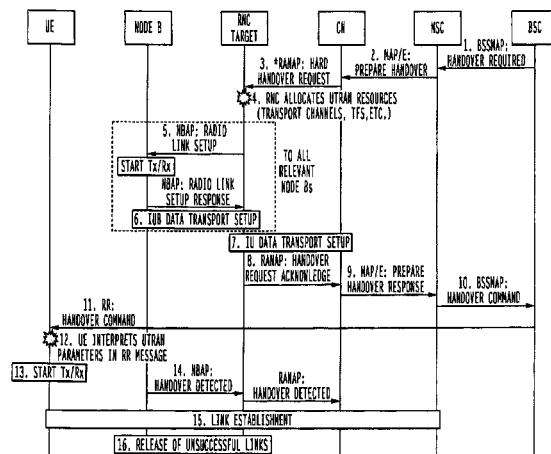 UE
NODE B
RNC
TARGET
CN
MSC
BSC
1. BSSMAP:
HANDOVER REQUIRED
2. MAP/E:
PREPARE HANDOVER
3. *RANAP: HARD
HANDOVER REQUEST
4. RNC ALLOCATES UTRAN RESOURCES
(TRANSPORT CHANNELS, TFS,ETC.)
5. NBAP: RADIO
LINK SETUP
START Tx/Rx
TO ALL
RELEVANT
NODE Bs
NBAP: RADIO LINK
SETUP RESPONSE
6. IUB DATA TRANSPORT SETUP
7. IU DATA TRANSPORT SETUP
8. RANAP: HANDOVER
REQUEST ACKNOWLEDGE
9. MAP/E: PREPARE
HANDOVER RESPONSE
10. BSSMAP:
HANDOVER COMMAND
11. RR:
HANDOVER COMMAND
12. UE INTERPRETS UTRAN
PARAMETERS IN RR MESSAGE
13. START Tx/Rx
14. NBAP:
HANDOVER DETECTED
RANAP:
HANDOVER DETECTED
15. LINK ESTABLISHMENT
16. RELEASE OF UNSUCCESSFUL LINKS